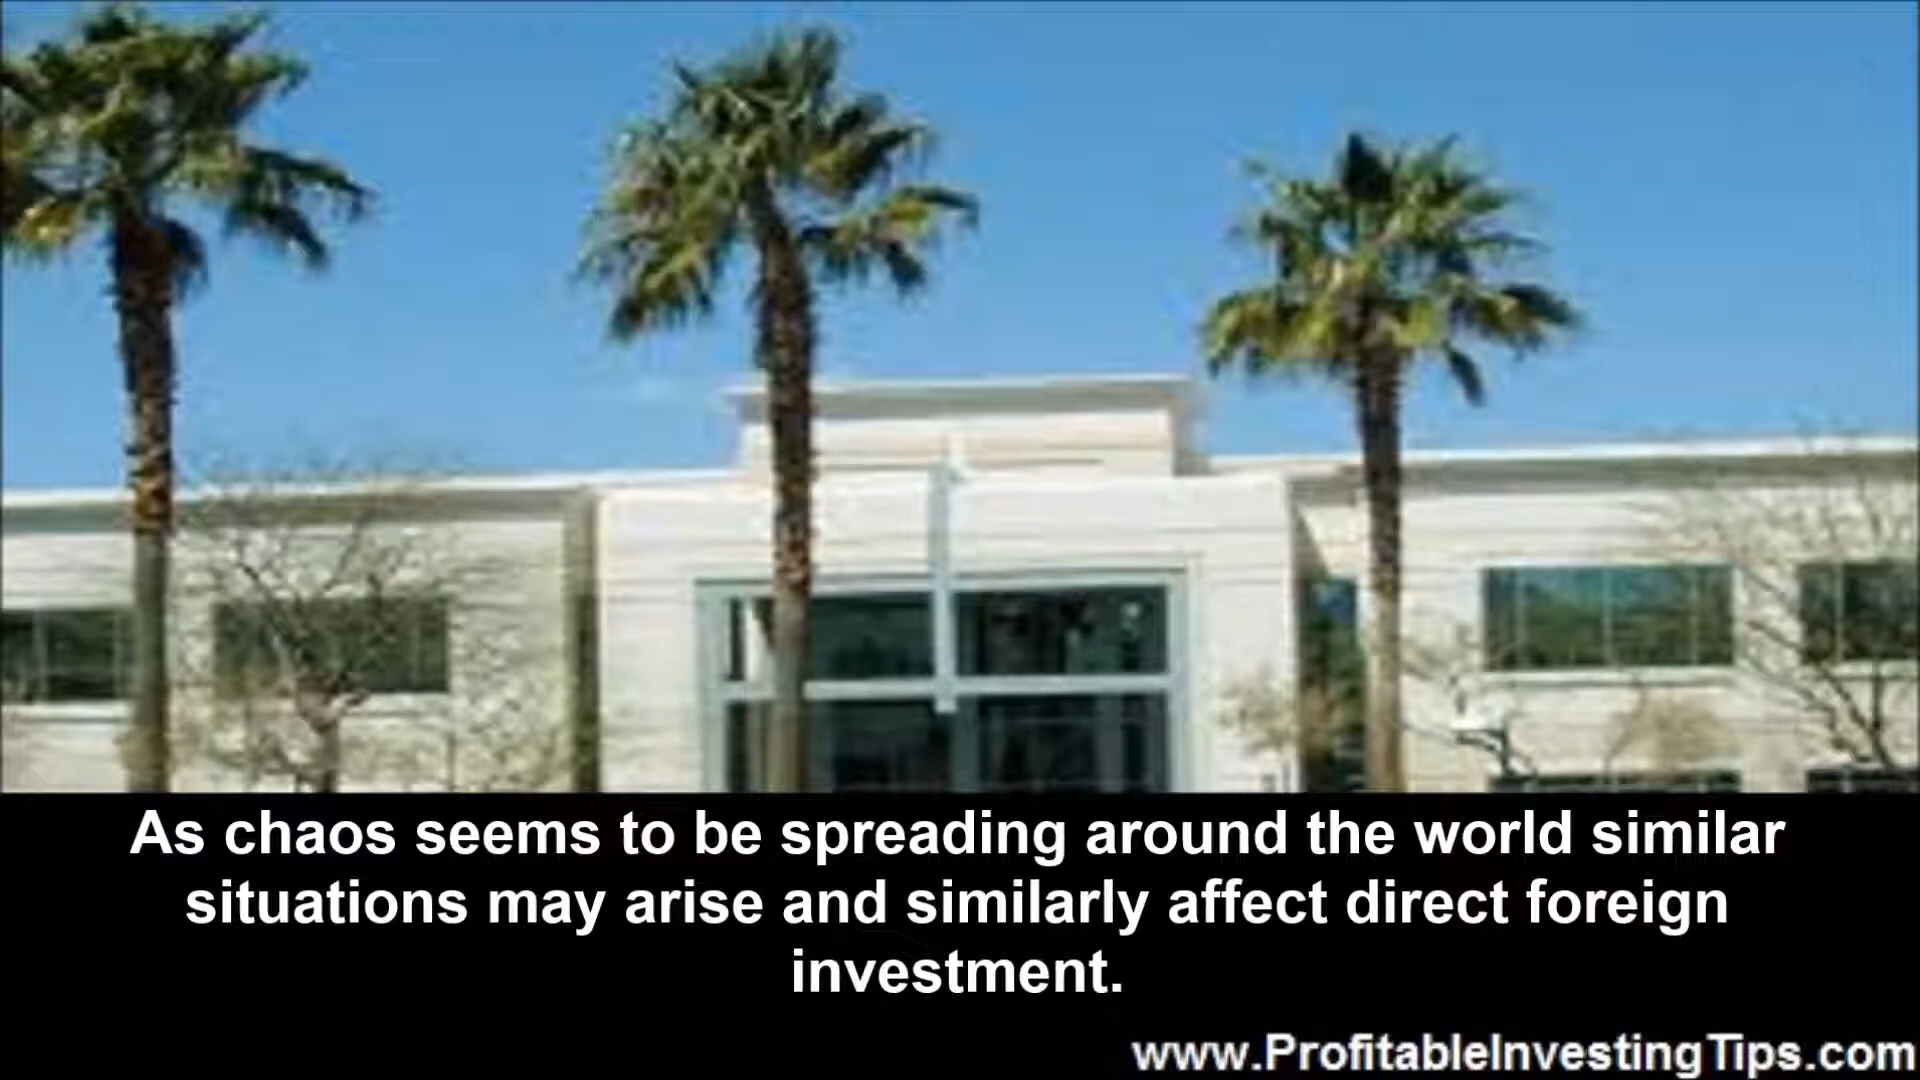 As chaos seems to be spreading around the world similar
situations may arise and similarly affect direct foreign
investment.
www.ProfitableInvestingTips.com